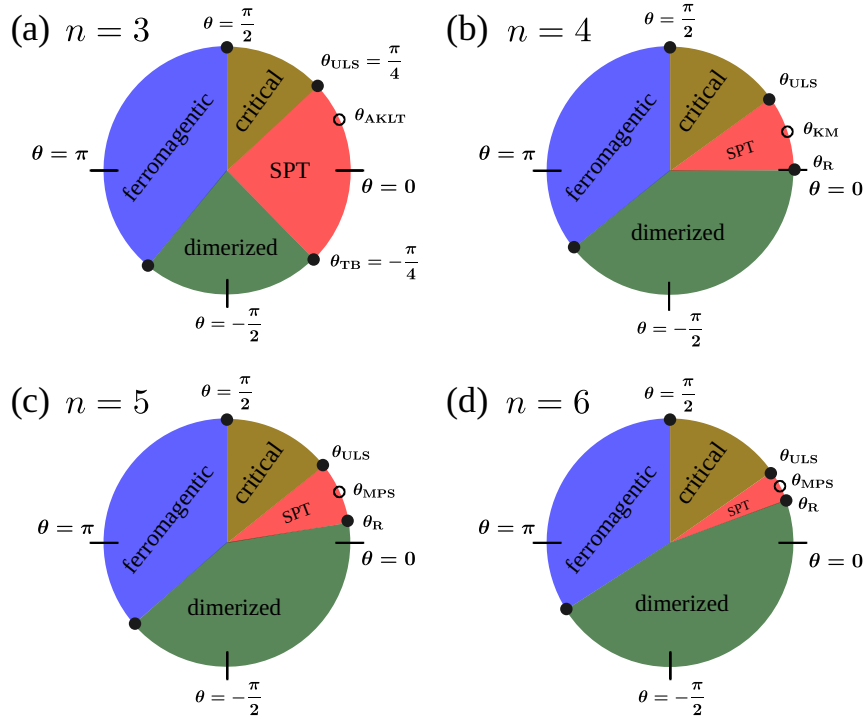 (a) n = 3
θ = π/2
θ_ULS = π/4
θ_AKLT
critical
ferromagentic
SPT
θ = π
θ = 0
dimerized
θ_TB = −π/4
θ = −π/2
(b) n = 4
θ = π/2
θ_ULS
θ_KM
critical
ferromagentic
SPT
θ = π
θ_R
θ = 0
dimerized
θ = −π/2
(c) n = 5
θ = π/2
θ_ULS
critical
θ_MPS
ferromagentic
SPT
θ_R
θ = π
θ = 0
dimerized
θ = −π/2
(d) n = 6
θ = π/2
θ_ULS
critical
θ_MPS
ferromagentic
SPT
θ_R
θ = π
θ = 0
dimerized
θ = −π/2